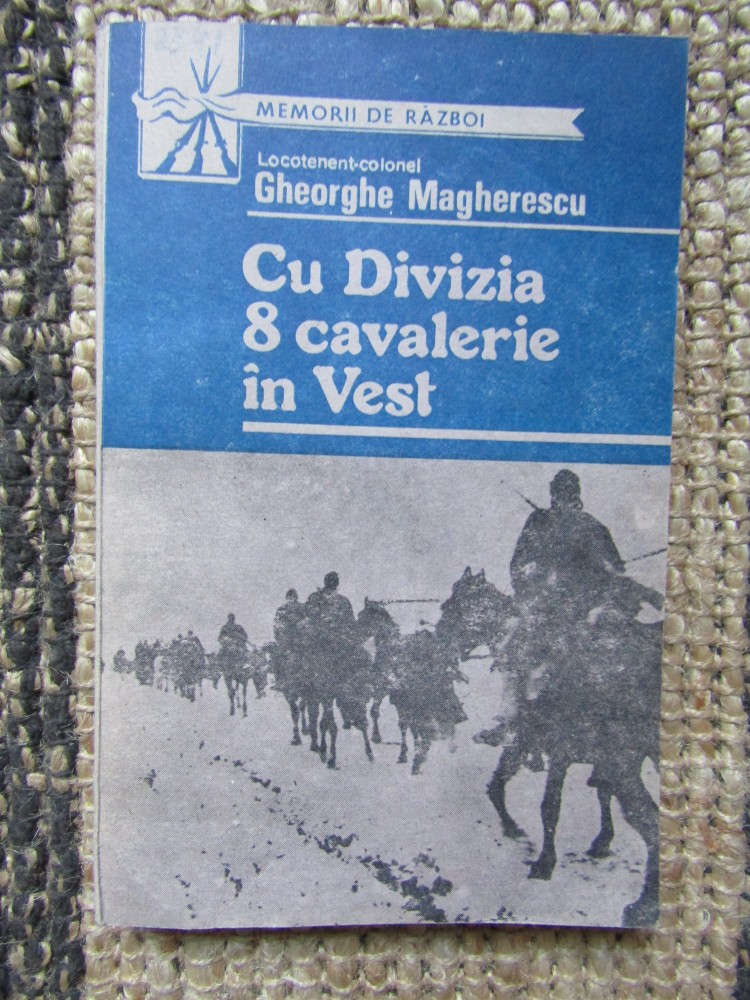 MEMORII DE RĂZBOI
Locotenent-colonel
Gheorghe Magherescu
Cu Divizia
8 cavalerie
în Vest